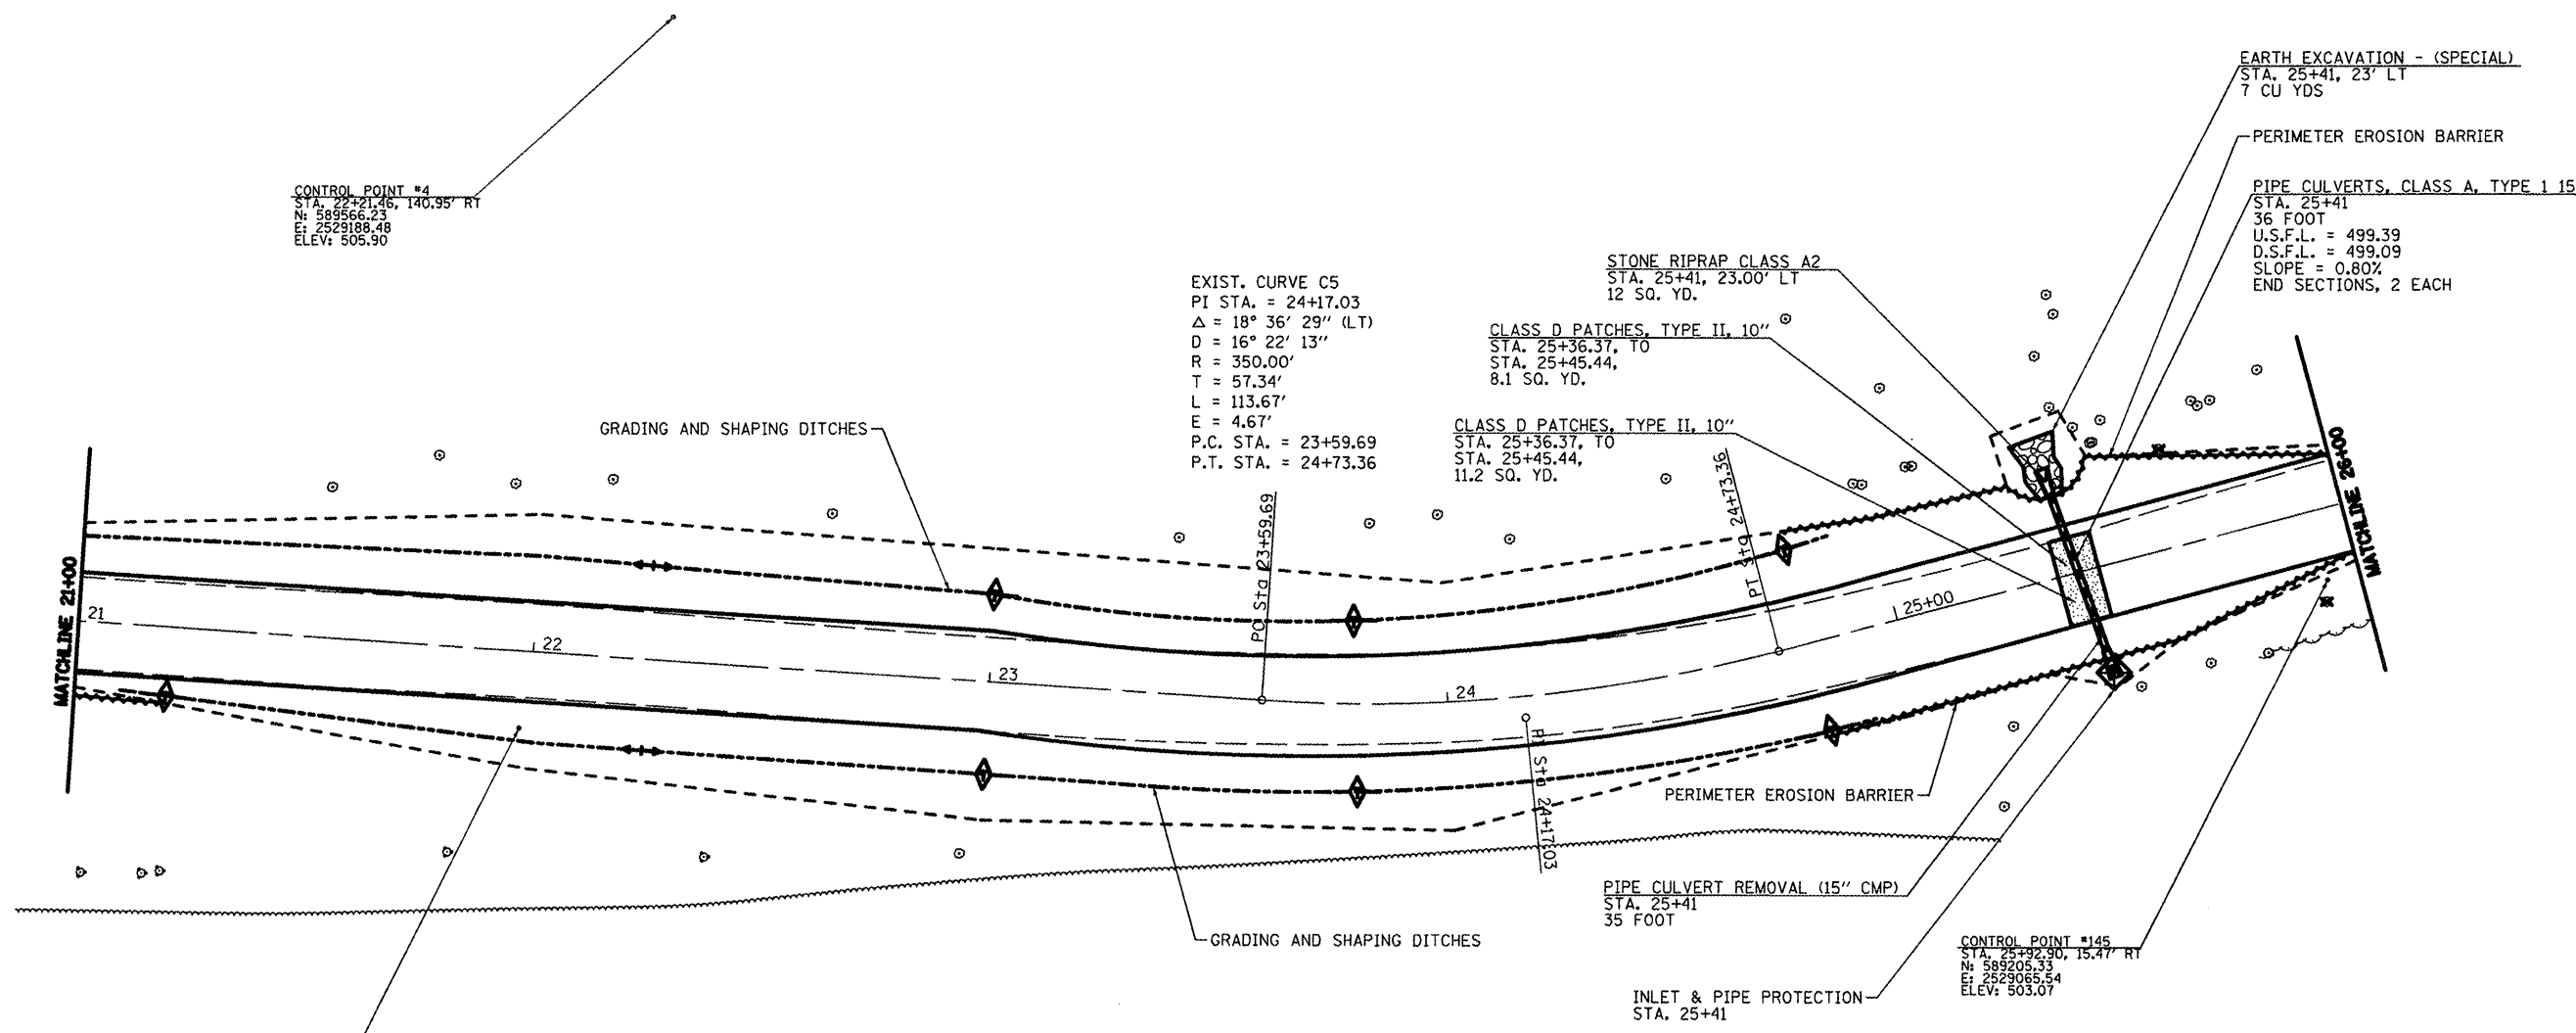 EARTH EXCAVATION - (SPECIAL)
STA. 25+41, 23' LT
7 CU YDS
PERIMETER EROSION BARRIER
PIPE CULVERTS, CLASS A, TYPE 1 15
STA. 25+41
36 FOOT
U.S.F.L. = 499.39
D.S.F.L. = 499.09
SLOPE = 0.80%
END SECTIONS, 2 EACH
CONTROL POINT #4
STA. 22+21.46, 140.95' RT
N: 589566.23
E: 2529188.48
ELEV: 505.90
EXIST. CURVE C5
PI STA. = 24+17.03
Δ = 18° 36' 29" (LT)
D = 16° 22' 13"
R = 350.00'
T = 57.34'
L = 113.67'
E = 4.67'
P.C. STA. = 23+59.69
P.T. STA. = 24+73.36
STONE RIPRAP CLASS A2
STA. 25+41, 23.00' LT
12 SQ. YD.
CLASS D PATCHES, TYPE II, 10"
STA. 25+36.37, TO
STA. 25+45.44,
8.1 SQ. YD.
CLASS D PATCHES, TYPE II, 10"
STA. 25+36.37, TO
STA. 25+45.44,
11.2 SQ. YD.
GRADING AND SHAPING DITCHES
MATCHLINE 21+00
21
22
23
PC Sta 23+59.69
24
PI Sta 24+17.03
PT Sta 24+73.36
25+00
MATCHLINE 26+00
PERIMETER EROSION BARRIER
GRADING AND SHAPING DITCHES
PIPE CULVERT REMOVAL (15" CMP)
STA. 25+41
35 FOOT
CONTROL POINT #145
STA. 25+92.90, 15.47' RT
N: 589205.33
E: 2529065.54
ELEV: 503.07
INLET & PIPE PROTECTION
STA. 25+41